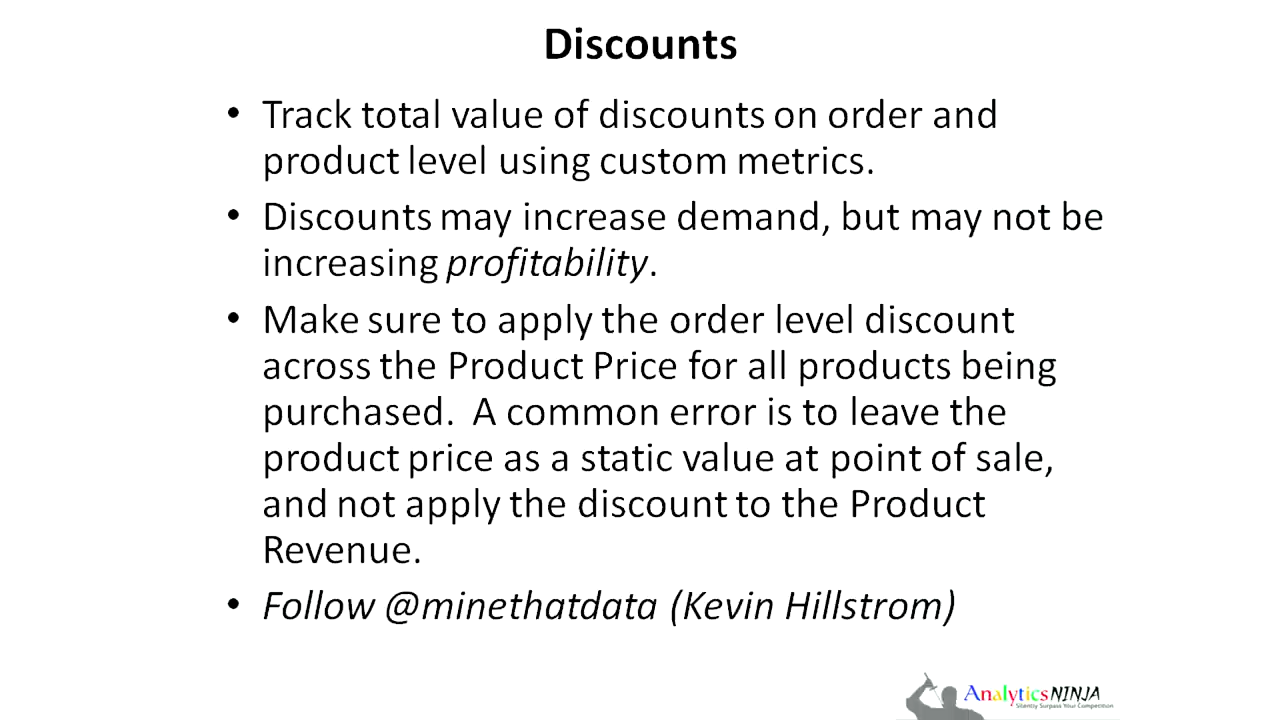 Discounts
• Track total value of discounts on order and
product level using custom metrics.
• Discounts may increase demand, but may not be
increasing profitability.
• Make sure to apply the order level discount
across the Product Price for all products being
purchased.  A common error is to leave the
product price as a static value at point of sale,
and not apply the discount to the Product
Revenue.
• Follow @minethatdata (Kevin Hillstrom)
AnalyticsNINJA
Silently Surpass Your Competition